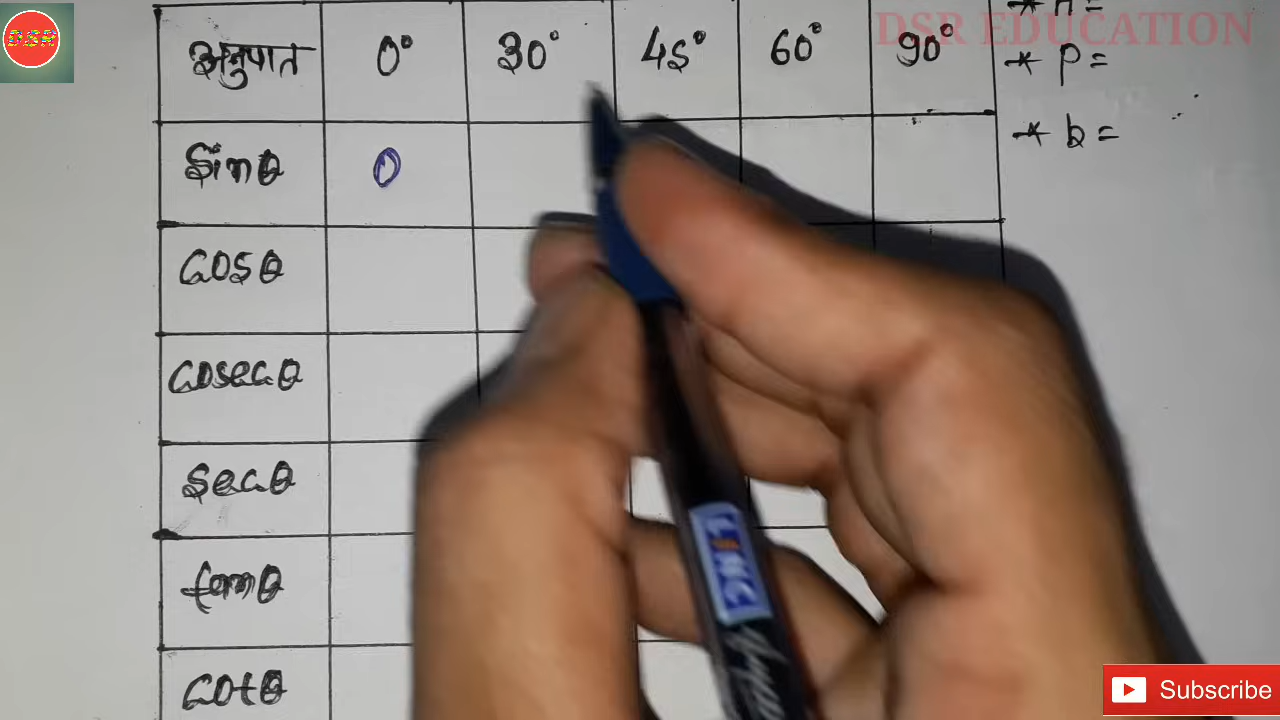 DSR
DSR EDUCATION
* h =
अनुपात 0° 30° 45° 60° 90°
* p =
* b =
sinθ 0
cosθ
cosecθ
secθ
tanθ
cotθ
LINC
Subscribe